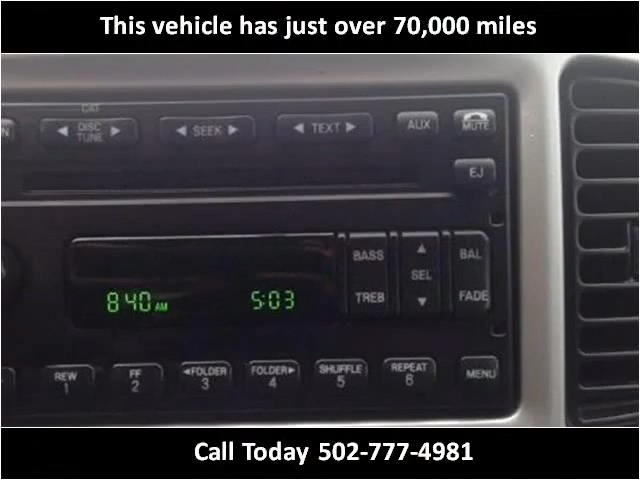 This vehicle has just over 70,000 miles
CAT
◄ DISC TUNE ►
◄ SEEK ►
◄ TEXT ►
AUX
MUTE
EJ
BASS
▲
BAL
SEL
TREB
▼
FADE
840 AM
5:03
REW
1
FF
2
◄FOLDER
3
FOLDER►
4
SHUFFLE
5
REPEAT
6
MENU
Call Today 502-777-4981